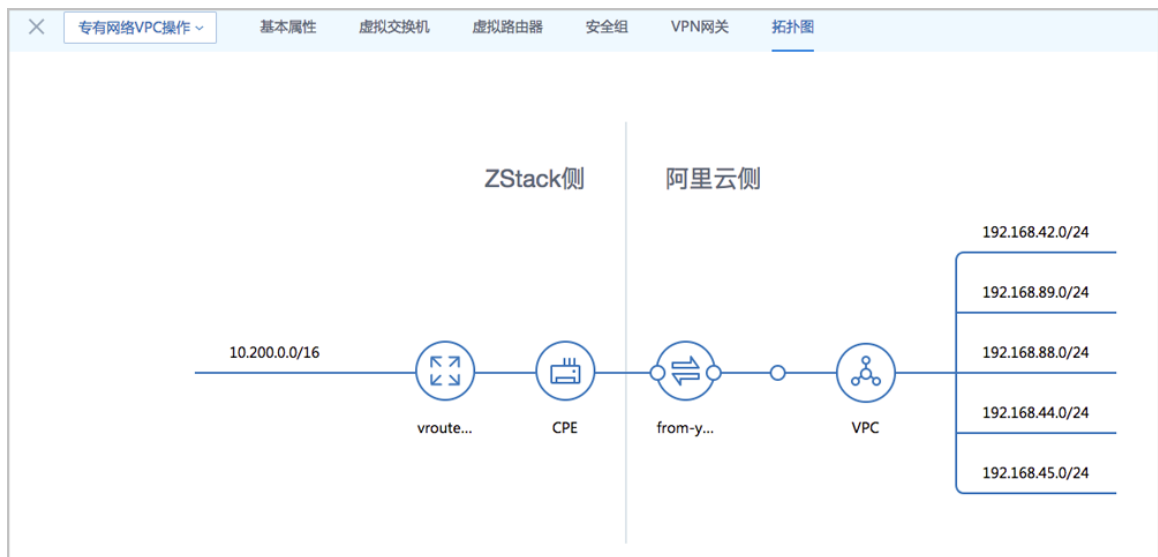 专有网络VPC操作 基本属性 虚拟交换机 虚拟路由器 安全组 VPN网关 拓扑图
ZStack侧 阿里云侧
192.168.42.0/24
192.168.89.0/24
10.200.0.0/16 192.168.88.0/24
192.168.44.0/24
vroute... CPE from-y... VPC
192.168.45.0/24